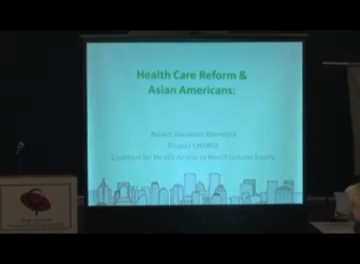 Health Care Reform &
Asian Americans:
Project CHARGE
Coalition for Health Access to Reach Greater Equity